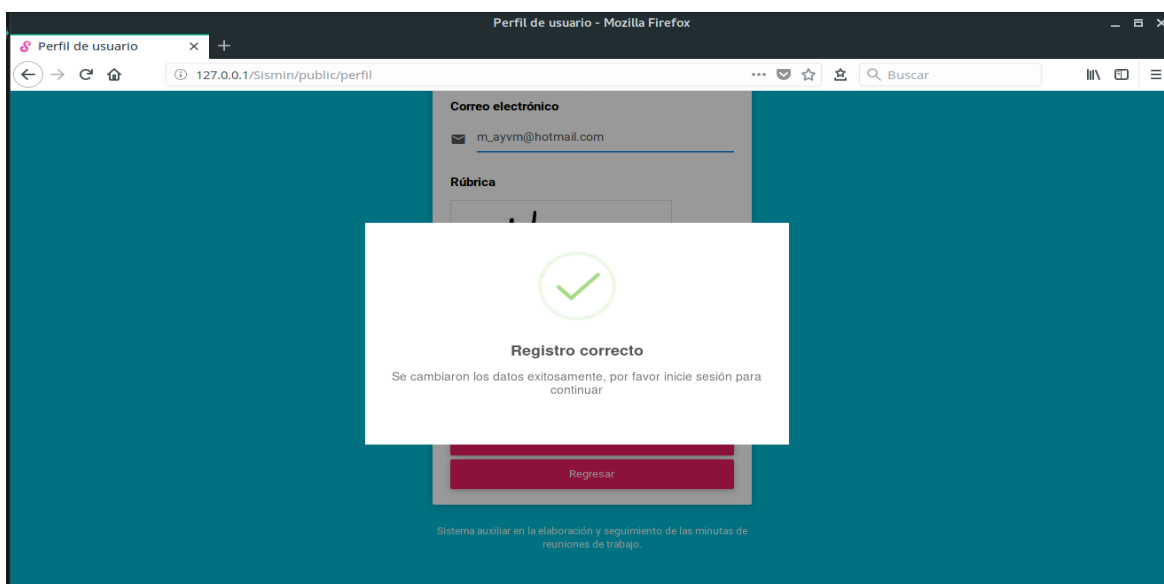 Perfil de usuario - Mozilla Firefox
Perfil de usuario
127.0.0.1/Sismin/public/perfil
Buscar
Correo electrónico
m_ayvm@hotmail.com
Rúbrica
Registro correcto
Se cambiaron los datos exitosamente, por favor inicie sesión para
continuar
Regresar
Sistema auxiliar en la elaboración y seguimiento de las minutas de
reuniones de trabajo.